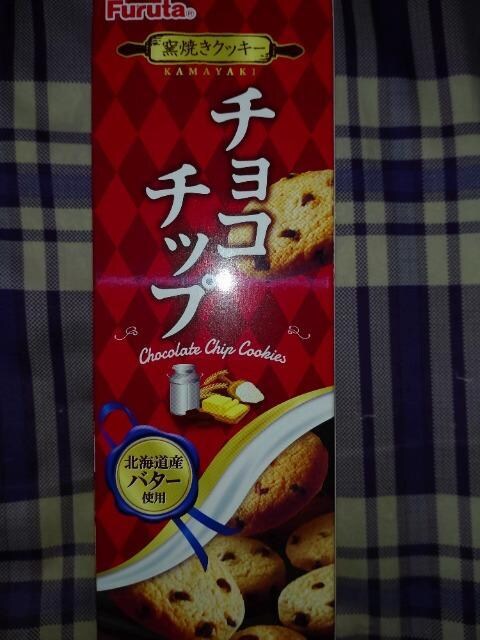 Furuta®
窯焼きクッキー
KAMAYAKI
チョコ
チップ
Chocolate Chip Cookies
北海道産
バター
使用